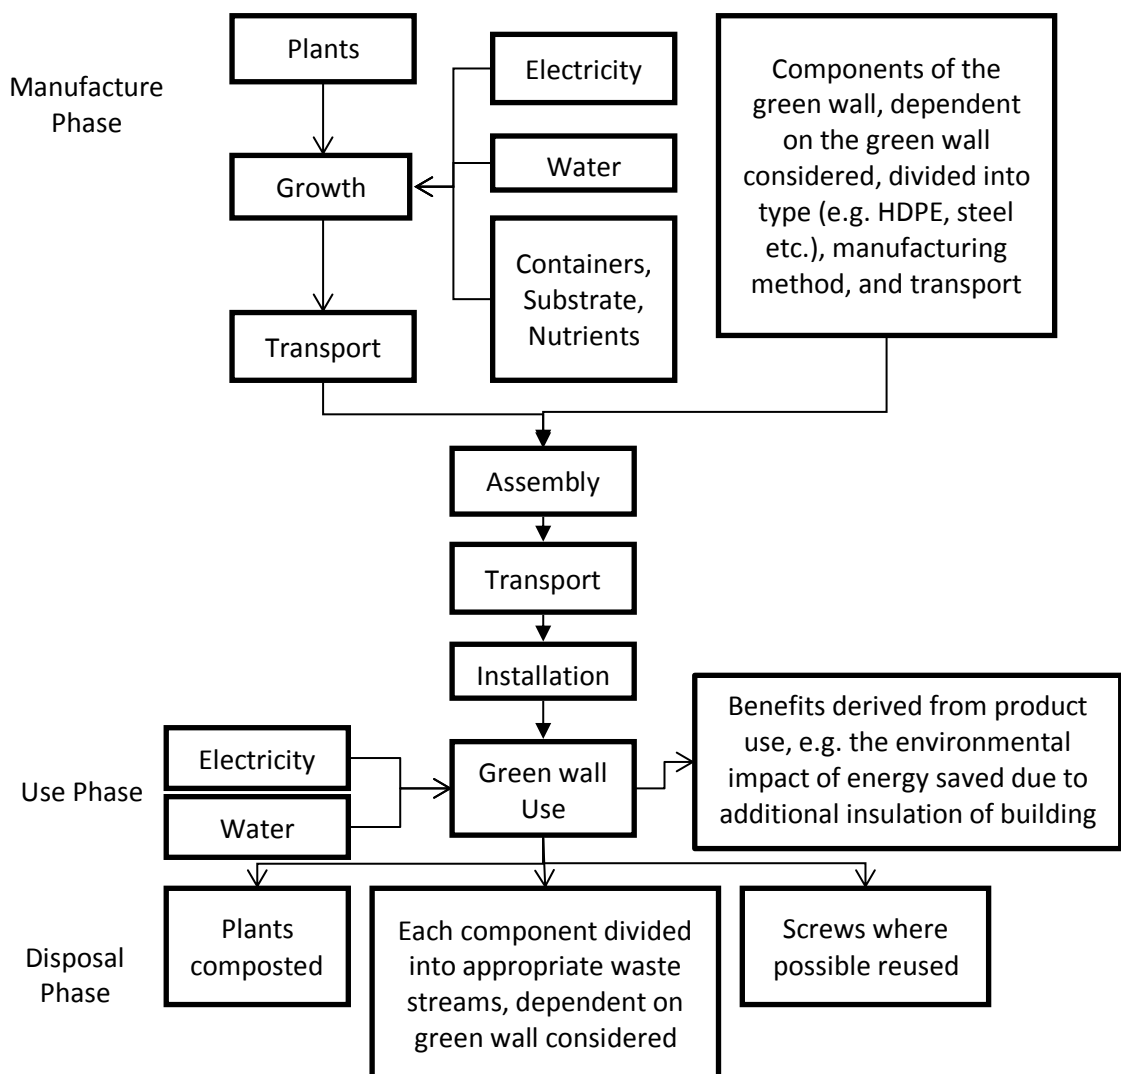 Manufacture
Phase
Plants
Growth
Transport
Electricity
Water
Containers,
Substrate,
Nutrients
Components of the
green wall, dependent
on the green wall
considered, divided into
type (e.g. HDPE, steel
etc.), manufacturing
method, and transport
Assembly
Transport
Installation
Use Phase
Electricity
Water
Green wall
Use
Benefits derived from product
use, e.g. the environmental
impact of energy saved due to
additional insulation of building
Disposal
Phase
Plants
composted
Each component divided
into appropriate waste
streams, dependent on
green wall considered
Screws where
possible reused